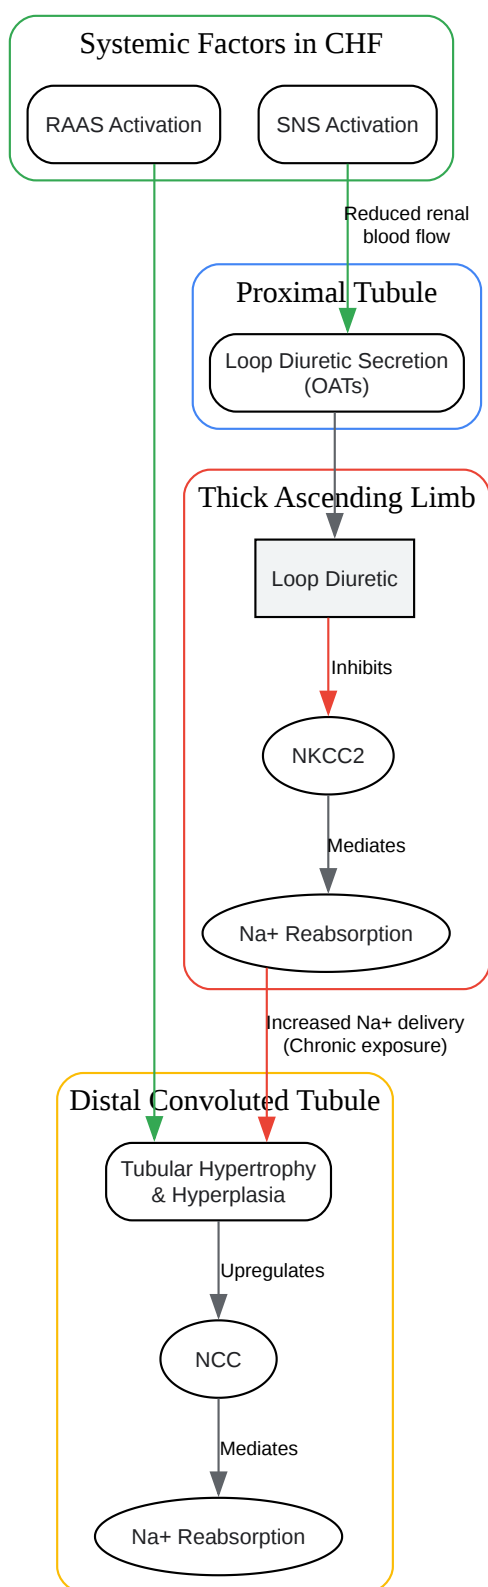 Systemic Factors in CHF
RAAS Activation
SNS Activation
Reduced renal
blood flow
Proximal Tubule
Loop Diuretic Secretion
(OATs)
Thick Ascending Limb
Loop Diuretic
Inhibits
NKCC2
Mediates
Na+ Reabsorption
Increased Na+ delivery
(Chronic exposure)
Distal Convoluted Tubule
Tubular Hypertrophy
& Hyperplasia
Upregulates
NCC
Mediates
Na+ Reabsorption